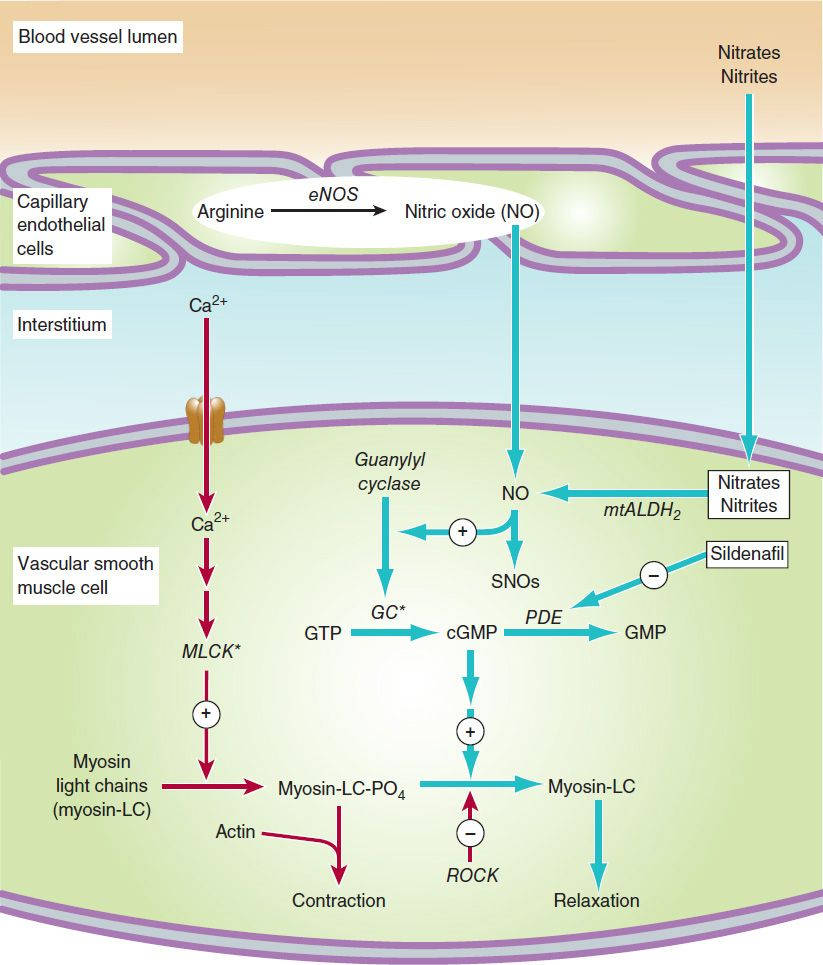 Blood vessel lumen
Nitrates
Nitrites
Capillary
endothelial
cells
eNOS
Arginine
Nitric oxide (NO)
Ca2+
Interstitium
Guanylyl
cyclase
NO
Nitrates
Nitrites
mtALDH2
Ca2+
+
Vascular smooth
muscle cell
Sildenafil
−
SNOs
GC*
PDE
GTP
cGMP
GMP
MLCK*
+
+
Myosin
light chains
(myosin-LC)
Myosin-LC-PO4
Myosin-LC
Actin
−
ROCK
Contraction
Relaxation